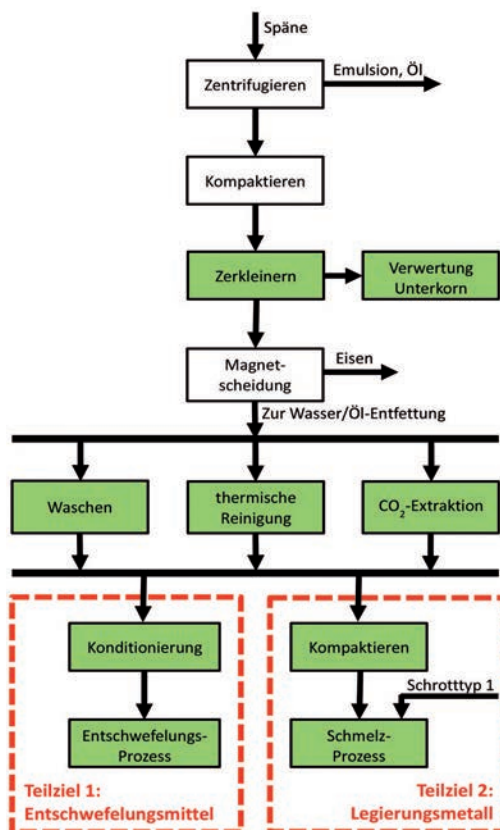 Späne
Zentrifugieren
Emulsion, Öl
Kompaktieren
Zerkleinern
Verwertung
Unterkorn
Magnet-
scheidung
Eisen
Zur Wasser/Öl-Entfettung
Waschen
thermische
Reinigung
CO₂-Extraktion
Konditionierung
Kompaktieren
Schrotttyp 1
Entschwefelungs-
Prozess
Schmelz-
Prozess
Teilziel 1:
Entschwefelungsmittel
Teilziel 2:
Legierungsmetall